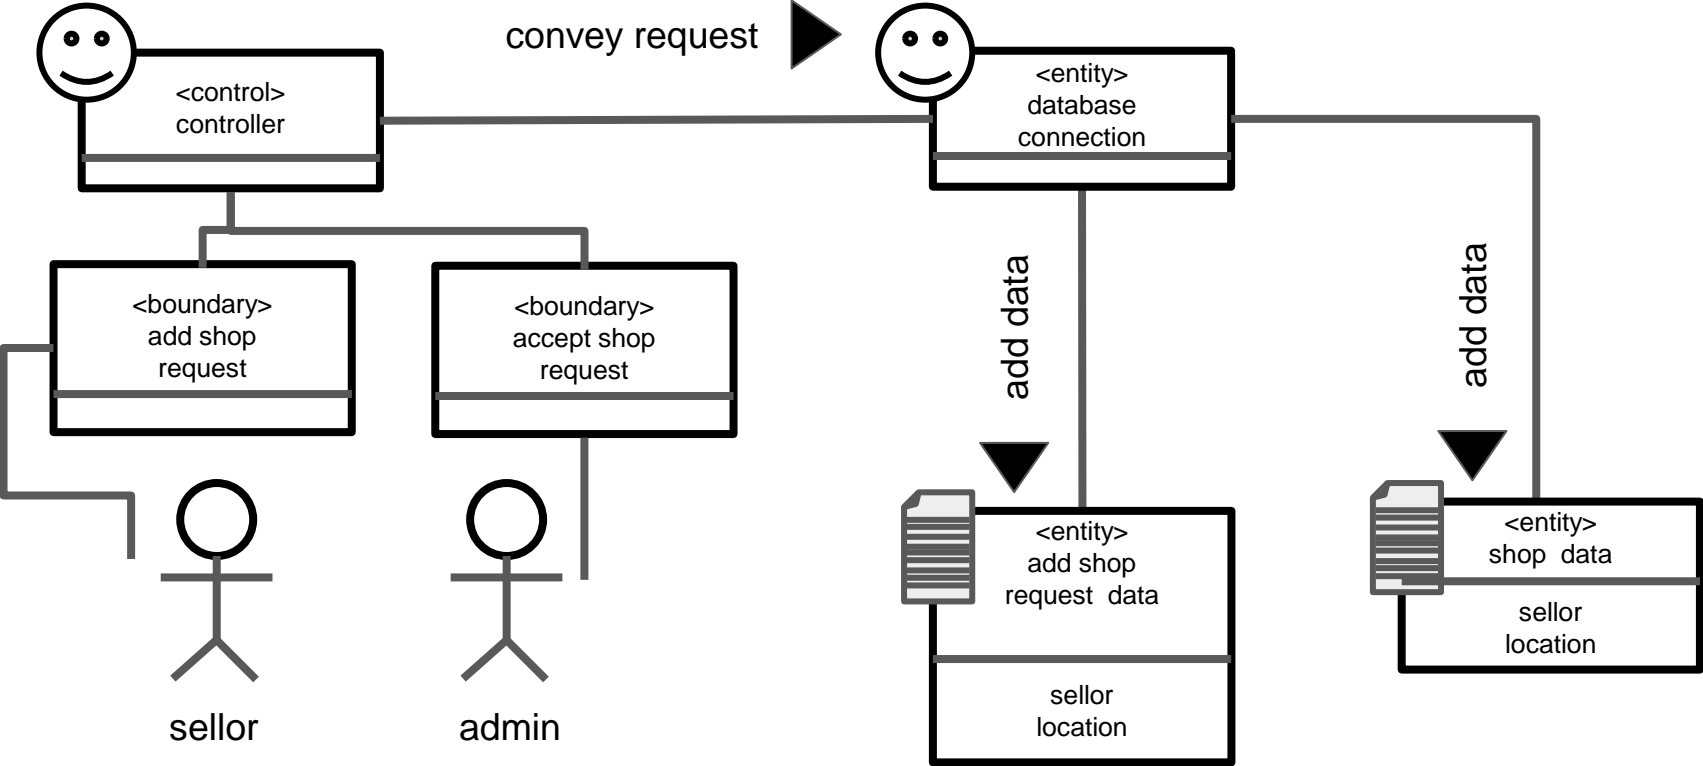 convey request
<control>
controller
<entity>
database
connection
<boundary>
add shop
request
<boundary>
accept shop
request
add data
add data
<entity>
add shop
request  data
sellor
location
<entity>
shop  data
sellor
location
sellor
admin